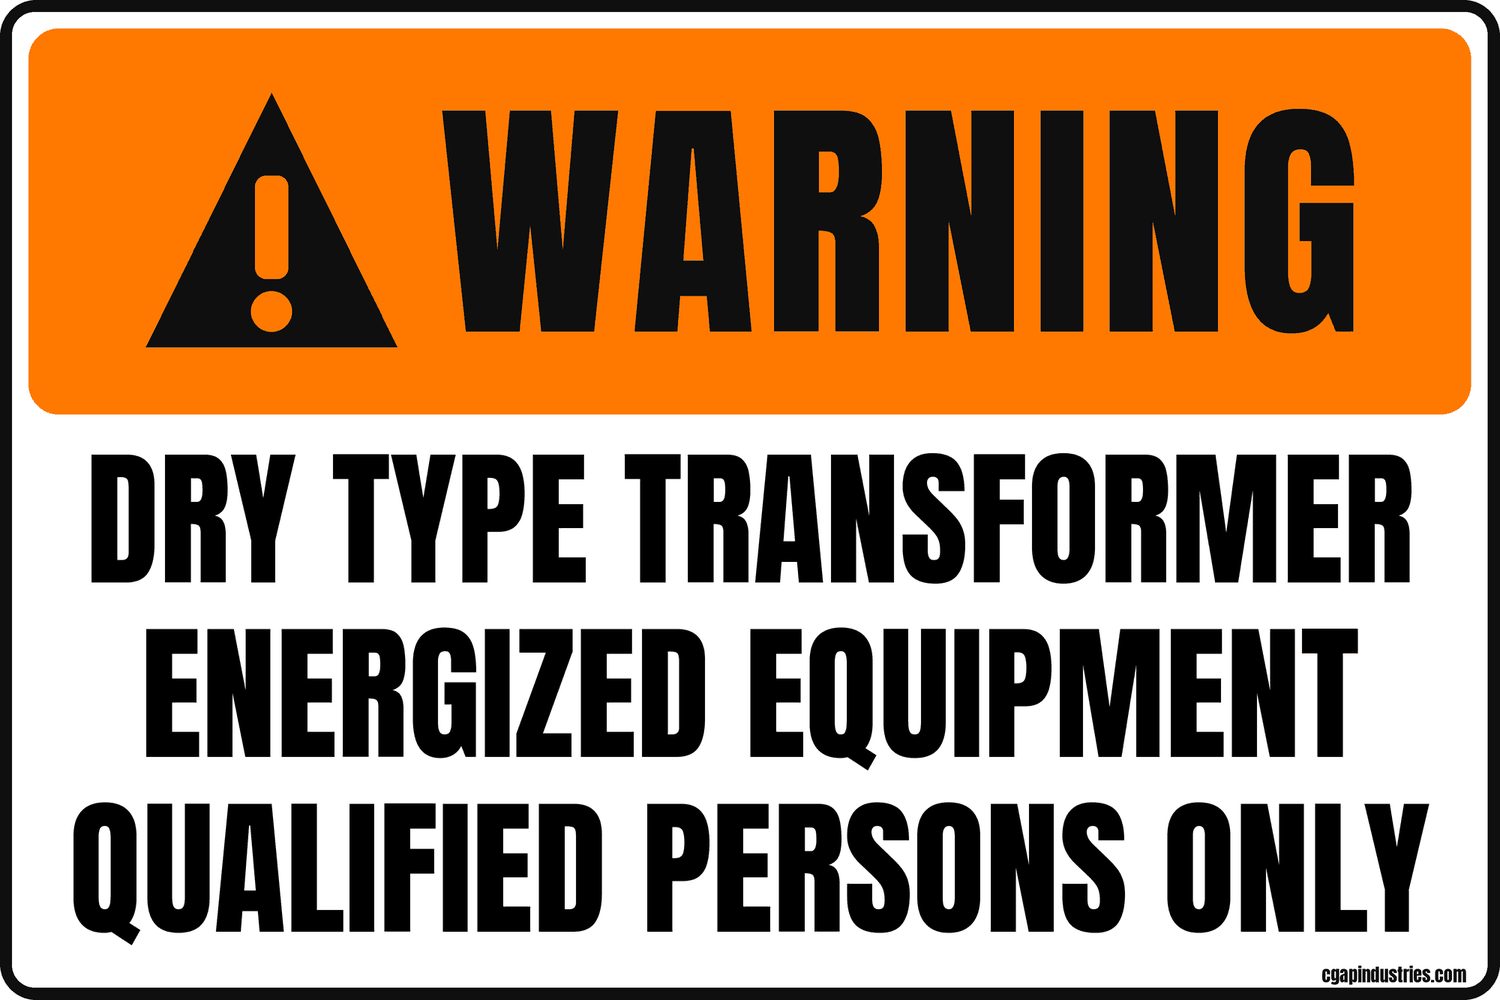 WARNING
DRY TYPE TRANSFORMER
ENERGIZED EQUIPMENT
QUALIFIED PERSONS ONLY
cgapindustries.com